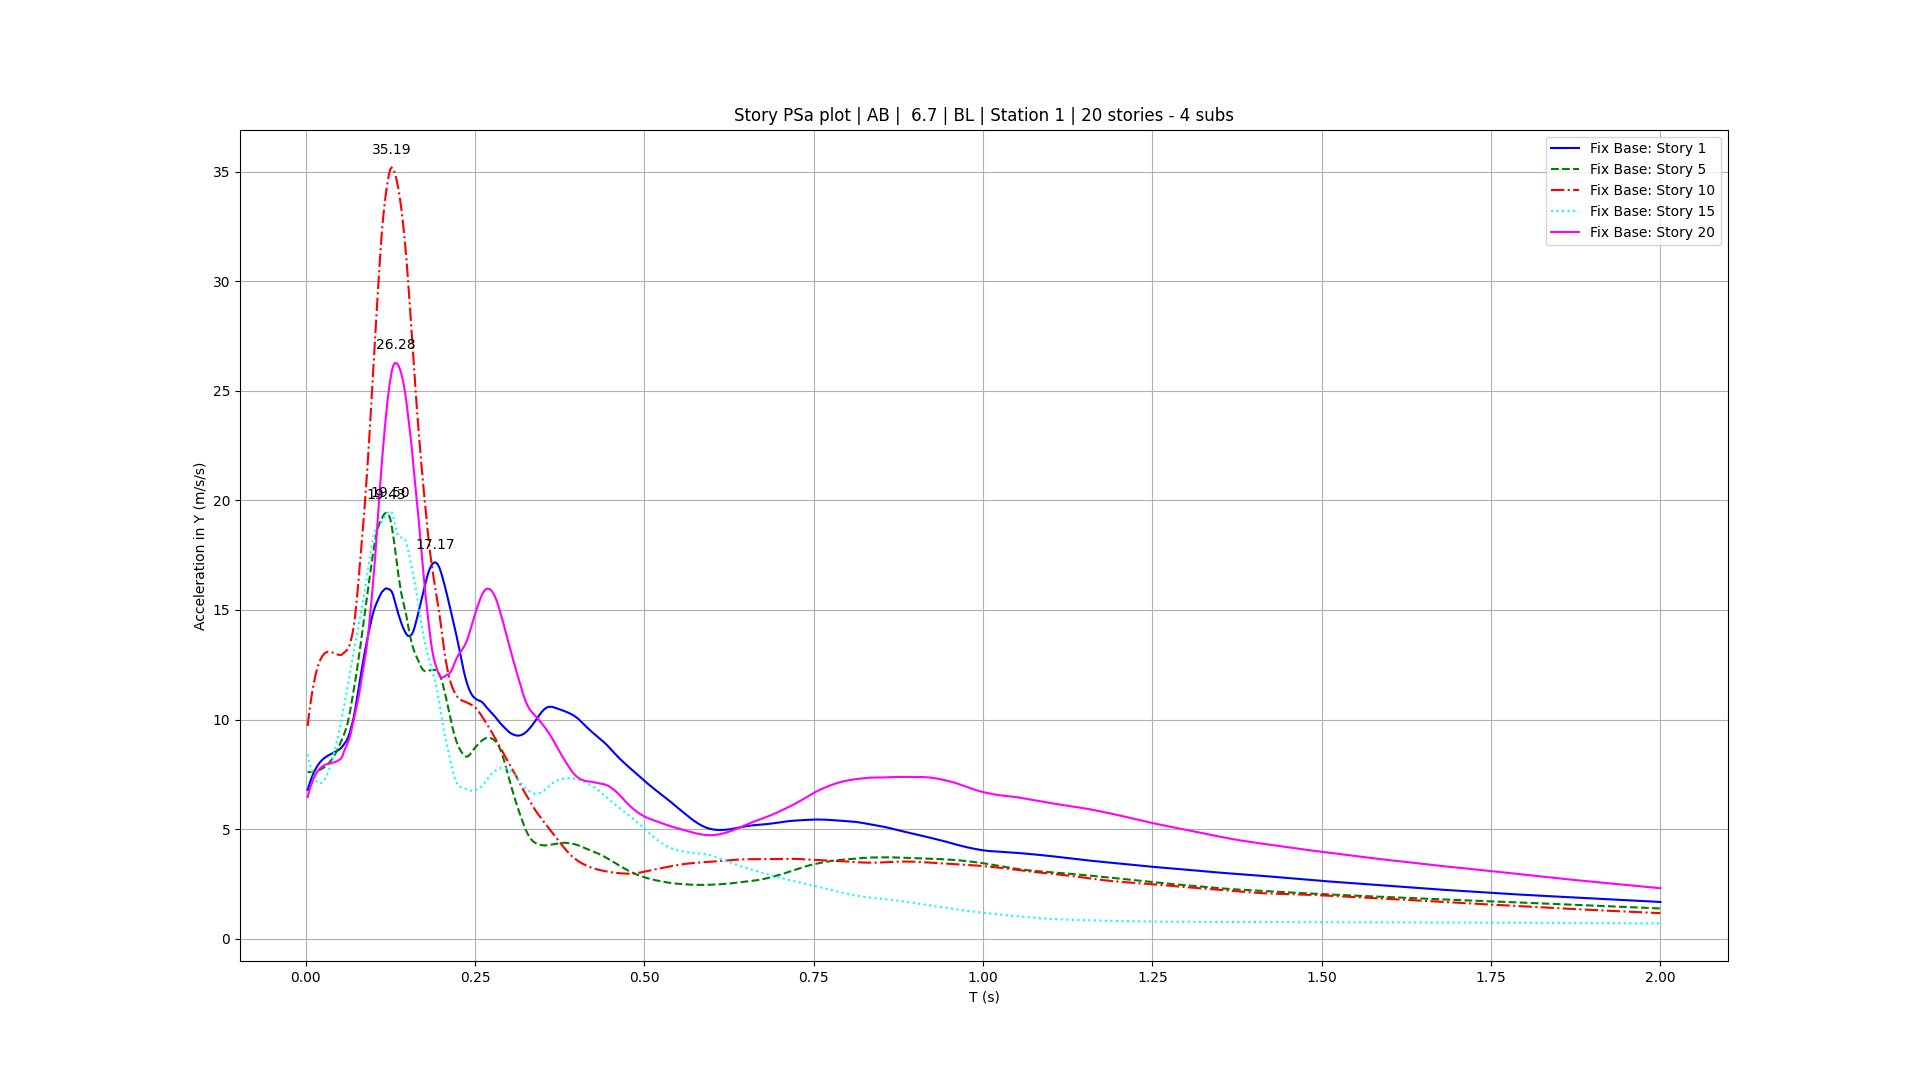 Story PSa plot | AB |  6.7 | BL | Station 1 | 20 stories - 4 subs
Fix Base: Story 1
Fix Base: Story 5
Fix Base: Story 10
Fix Base: Story 15
Fix Base: Story 20
35.19
26.28
19.50
19.43
17.17
35
30
25
20
15
10
5
0
Acceleration in Y (m/s/s)
0.00 0.25 0.50 0.75 1.00 1.25 1.50 1.75 2.00
T (s)